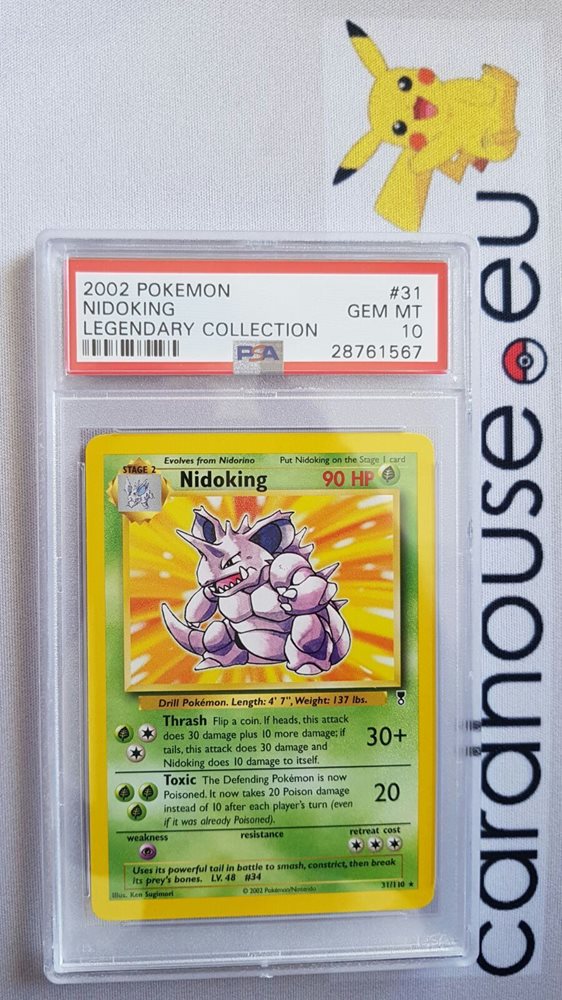 2002 POKEMON #31
NIDOKING GEM MT
LEGENDARY COLLECTION 10
PSA 28761567
Evolves from Nidorino Put Nidoking on the Stage 1 card
STAGE 2
Nidoking 90 HP
Drill Pokémon. Length: 4' 7", Weight: 137 lbs.
Thrash Flip a coin. If heads, this attack
does 30 damage plus 10 more damage; if
tails, this attack does 30 damage and
Nidoking does 10 damage to itself.
30+
Toxic The Defending Pokémon is now
Poisoned. It now takes 20 Poison damage
instead of 10 after each player's turn (even
if it was already Poisoned).
20
weakness resistance retreat cost
Uses its powerful tail in battle to smash, constrict, then break
its prey's bones. LV. 48 #34
Illus. Ken Sugimori © 2002 Pokémon/Nintendo 31/110 ★
cardhouse.eu